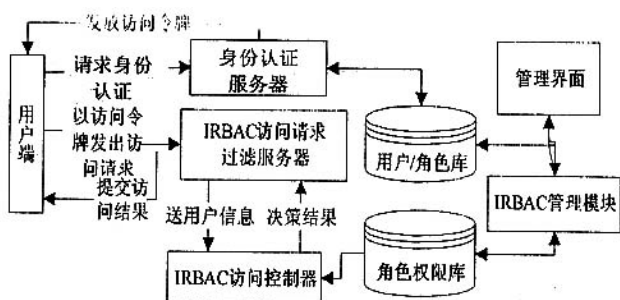 发放访问令牌
请求身份
认证
身份认证
服务器
管理界面
用户端
以访问令
牌发出访
问请求
IRBAC访问请求
过滤服务器
用户/角色库
提交访
问结果
IRBAC管理模块
送用户信息
决策结果
IRBAC访问控制器
角色权限库